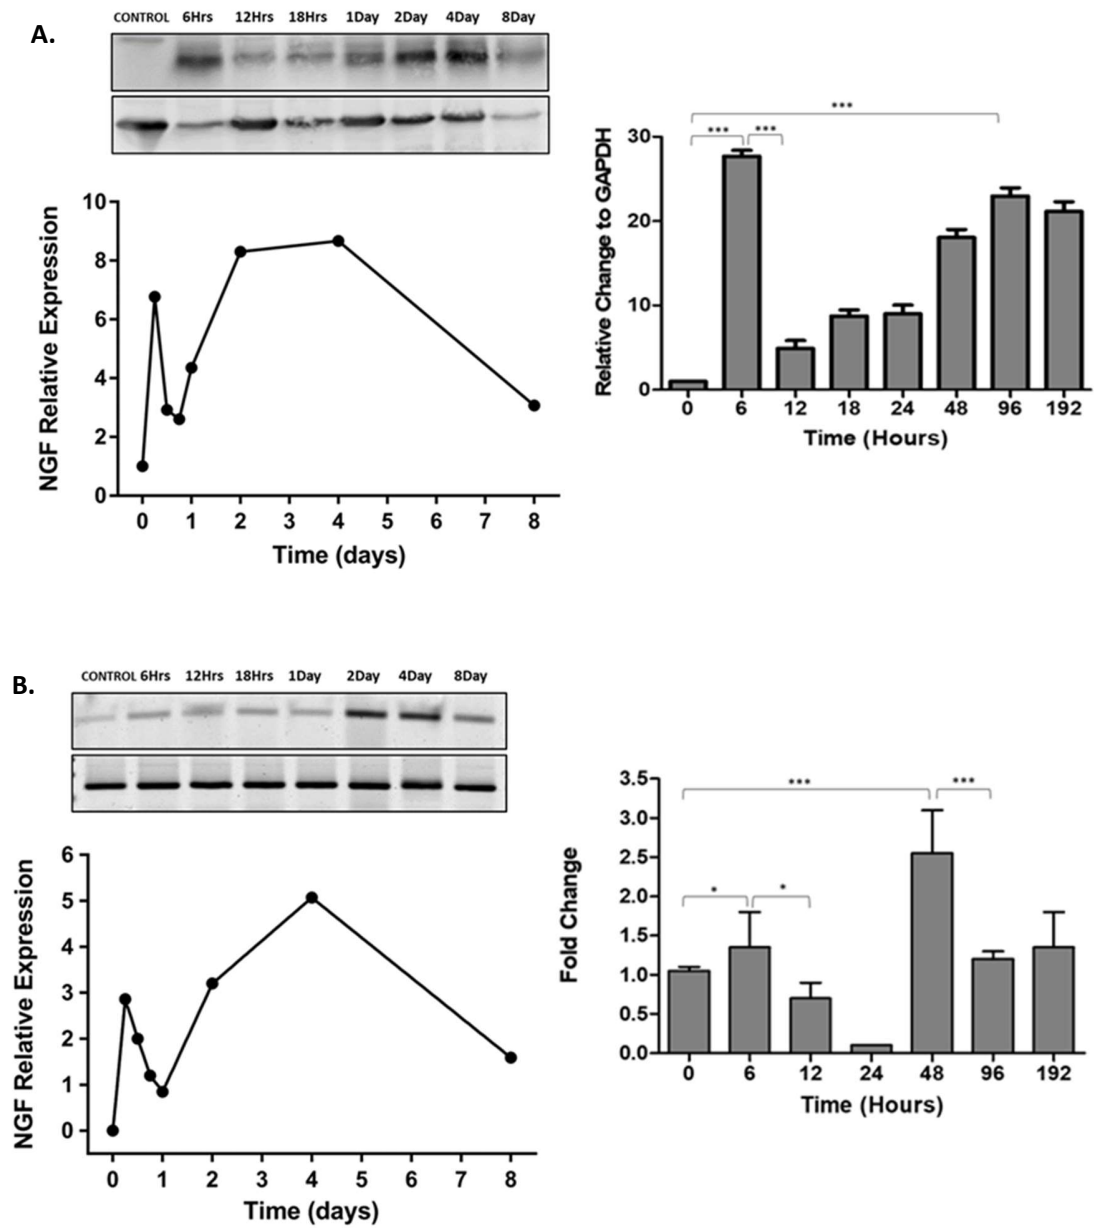 A.
CONTROL 6Hrs 12Hrs 18Hrs 1Day 2Day 4Day 8Day
NGF Relative Expression
10
8
6
4
2
0
0 1 2 3 4 5 6 7 8
Time (days)
Relative Change to GAPDH
30
20
10
0
***
*** ***
0 6 12 18 24 48 96 192
Time (Hours)
B.
CONTROL 6Hrs 12Hrs 18Hrs 1Day 2Day 4Day 8Day
NGF Relative Expression
6
5
4
3
2
1
0
0 1 2 3 4 5 6 7 8
Time (days)
Fold Change
3.5
3.0
2.5
2.0
1.5
1.0
0.5
0.0
*** ***
* *
0 6 12 24 48 96 192
Time (Hours)